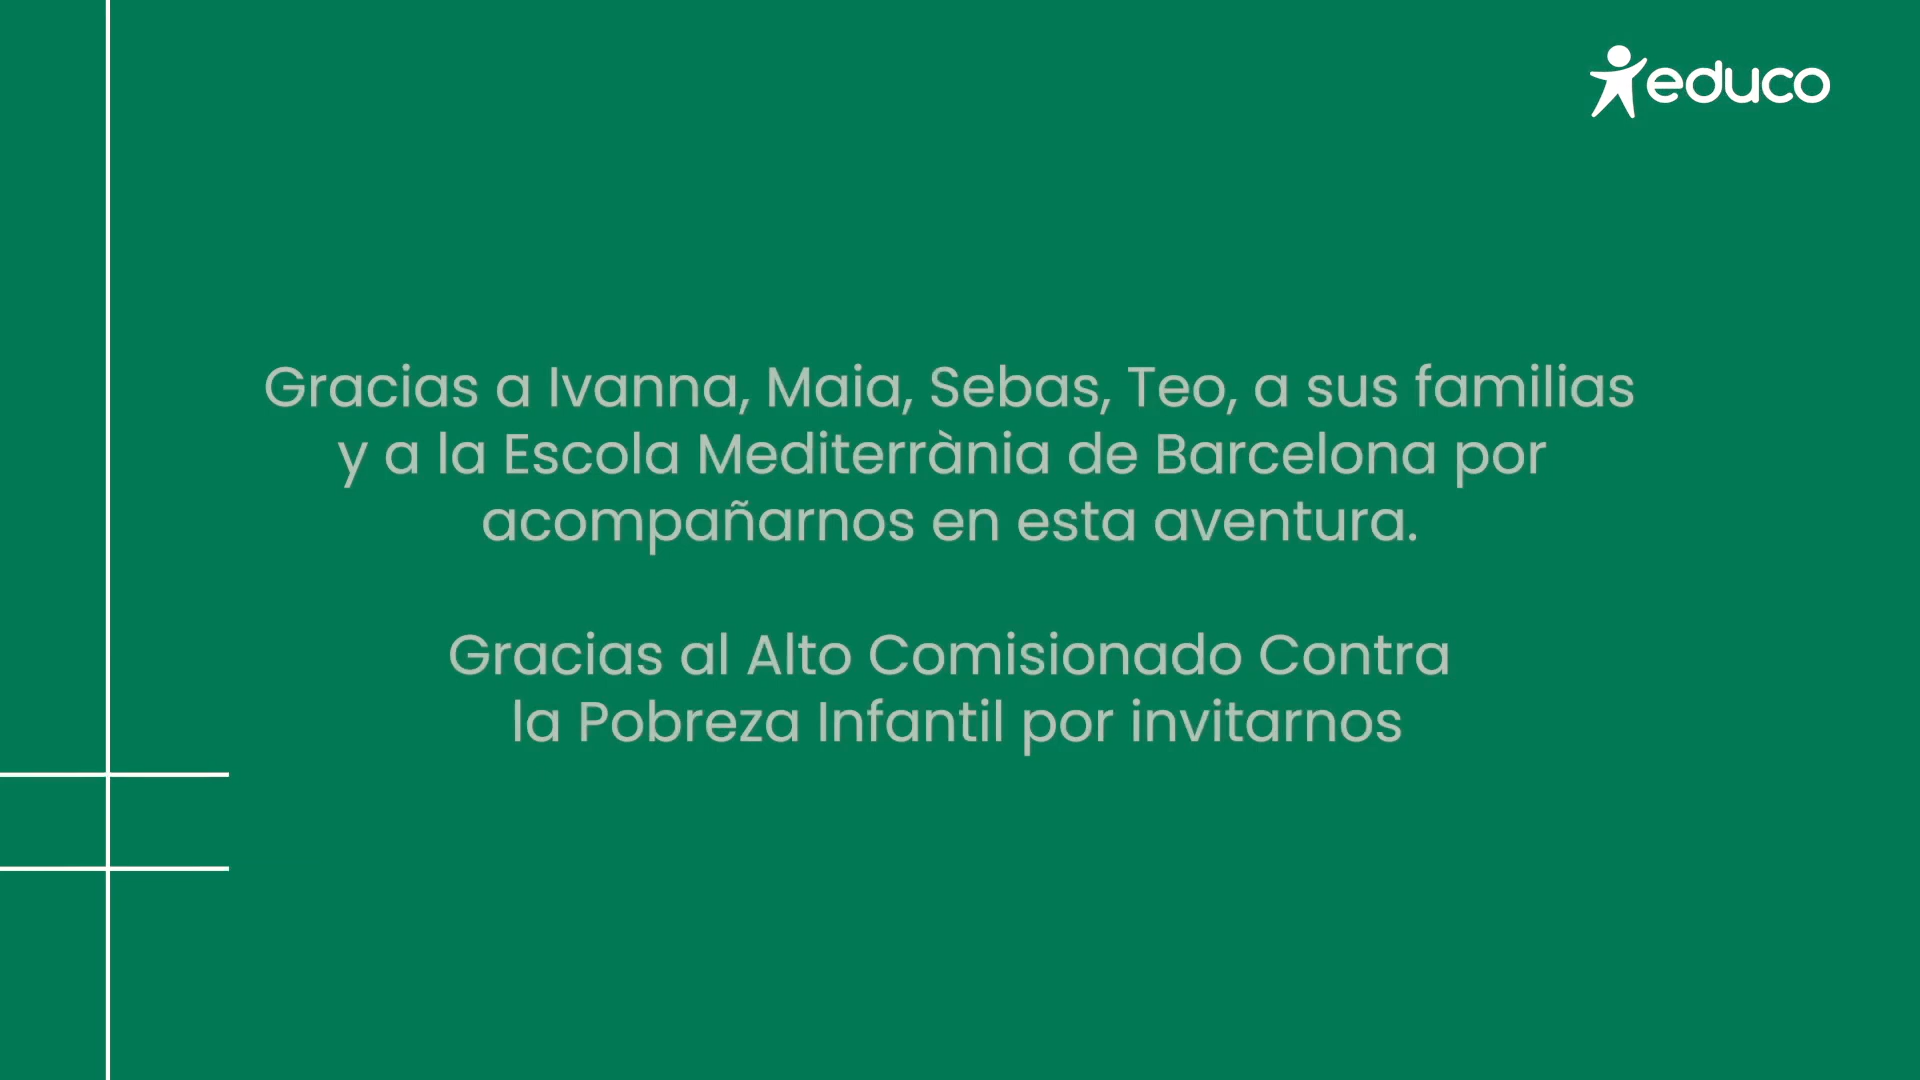 educo
Gracias a Ivanna, Maia, Sebas, Teo, a sus familias
y a la Escola Mediterrània de Barcelona por
acompañarnos en esta aventura.
Gracias al Alto Comisionado Contra
la Pobreza Infantil por invitarnos